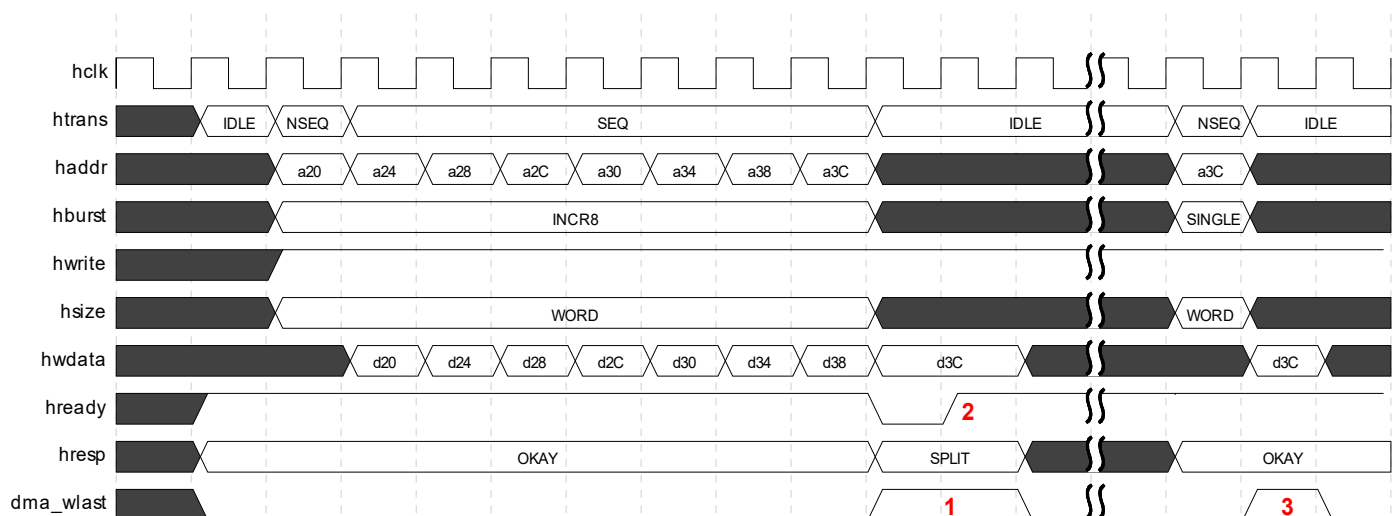 hclk
htrans IDLE NSEQ SEQ IDLE NSEQ IDLE
haddr a20 a24 a28 a2C a30 a34 a38 a3C a3C
hburst INCR8 SINGLE
hwrite
hsize WORD WORD
hwdata d20 d24 d28 d2C d30 d34 d38 d3C d3C
hready 2
hresp OKAY SPLIT OKAY
dma_wlast 1 3